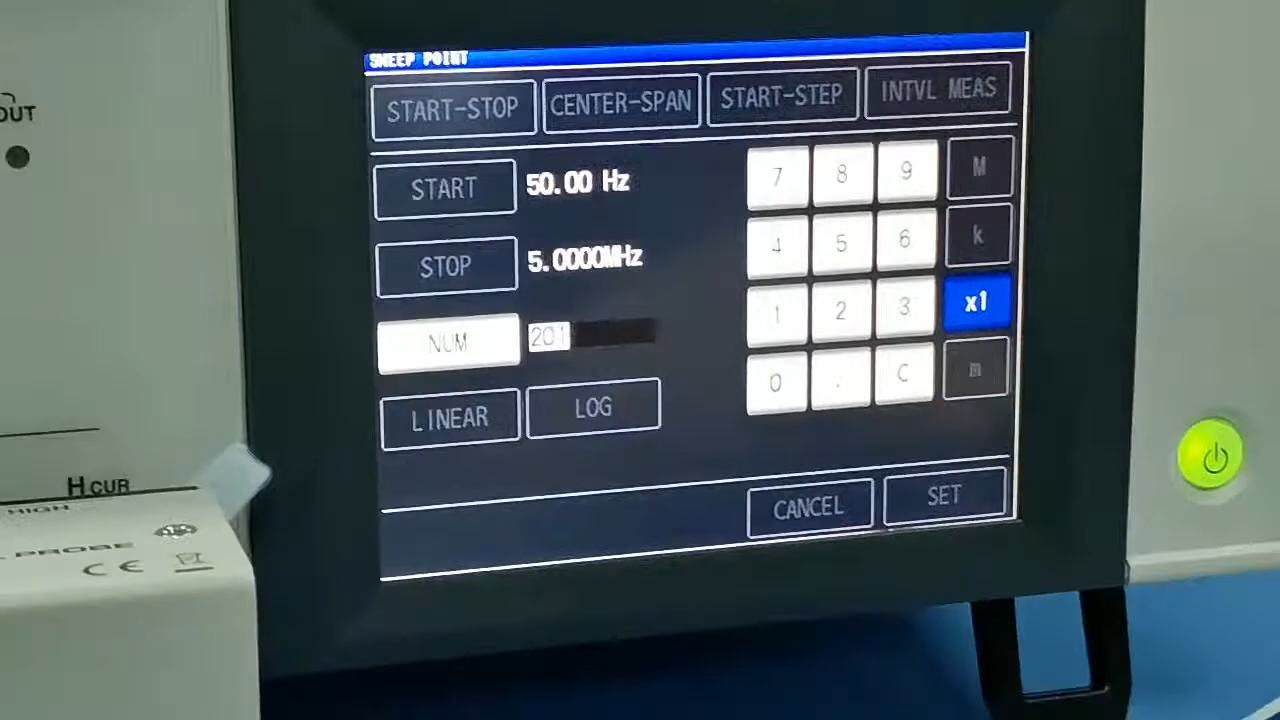 OUT
SWEEP POINT
START-STOP CENTER-SPAN START-STEP INTVL MEAS
START 50.00 Hz 7 8 9 M
STOP 5.0000MHz 4 5 6 k
NUM 201 1 2 3 x1
LINEAR LOG 0 . C m
CANCEL SET
HCUR
HIGH
PROBE
CE